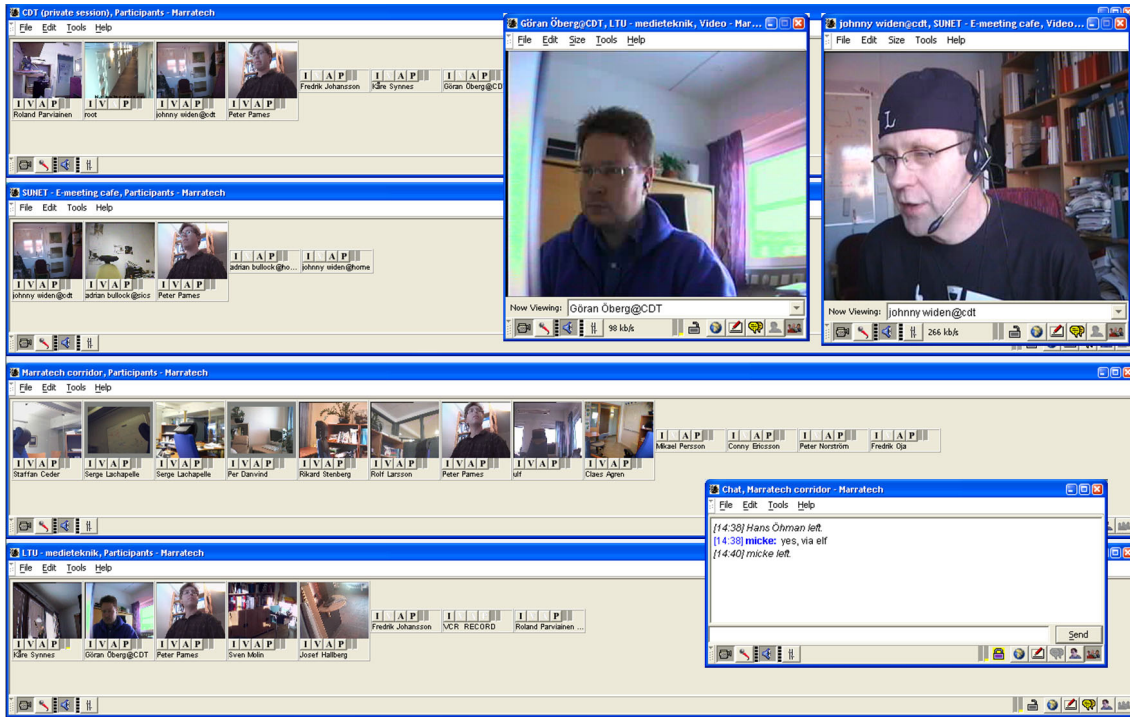 CDT (private session), Participants - Marratech
File Edit Tools Help
I V A P I V P I V A P I V A P I A P I A P I A P
Roland Parviainen root johnny widen@cdt Peter Parnes Fredrik Johansson Kåre Synnes Göran Öberg@CD
Göran Öberg@CDT, LTU - medieteknik, Video - Mar...
File Edit Size Tools Help
Now Viewing: Göran Öberg@CDT
98 kb/s
johnny widen@cdt, SUNET - E-meeting cafe, Video...
File Edit Size Tools Help
L
Now Viewing: johnny widen@cdt
266 kb/s
SUNET - E-meeting cafe, Participants - Marratech
File Edit Tools Help
I V A P I V A P I V A P I A P I A P
johnny widen@cdt adrian bullock@sics Peter Parnes adrian bullock@ho... johnny widen@home
Marratech corridor, Participants - Marratech
File Edit Tools Help
I V A P I V A P I V A P I V A P I V A P I V A P I V A P I V A P I V A P I A P I A P I A P I A P
Staffan Ceder Serge Lachapelle Serge Lachapelle Per Danvind Rikard Stenberg Rolf Larsson Peter Parnes ulf Claes Agren Mikael Persson Conny Ericsson Peter Norström Fredrik Oja
Chat, Marratech corridor - Marratech
File Edit Tools Help
[14:38] Hans Öhman left.
[14:38] micke: yes, via elf
[14:40] micke left.
Send
LTU - medieteknik, Participants - Marratech
File Edit Tools Help
I V A P I V A P I V A P I V A P I V A P I A P I I A P
Kåre Synnes Göran Öberg@CDT Peter Parnes Sven Molin Josef Hallberg Fredrik Johansson VCR RECORD Roland Parviainen ...